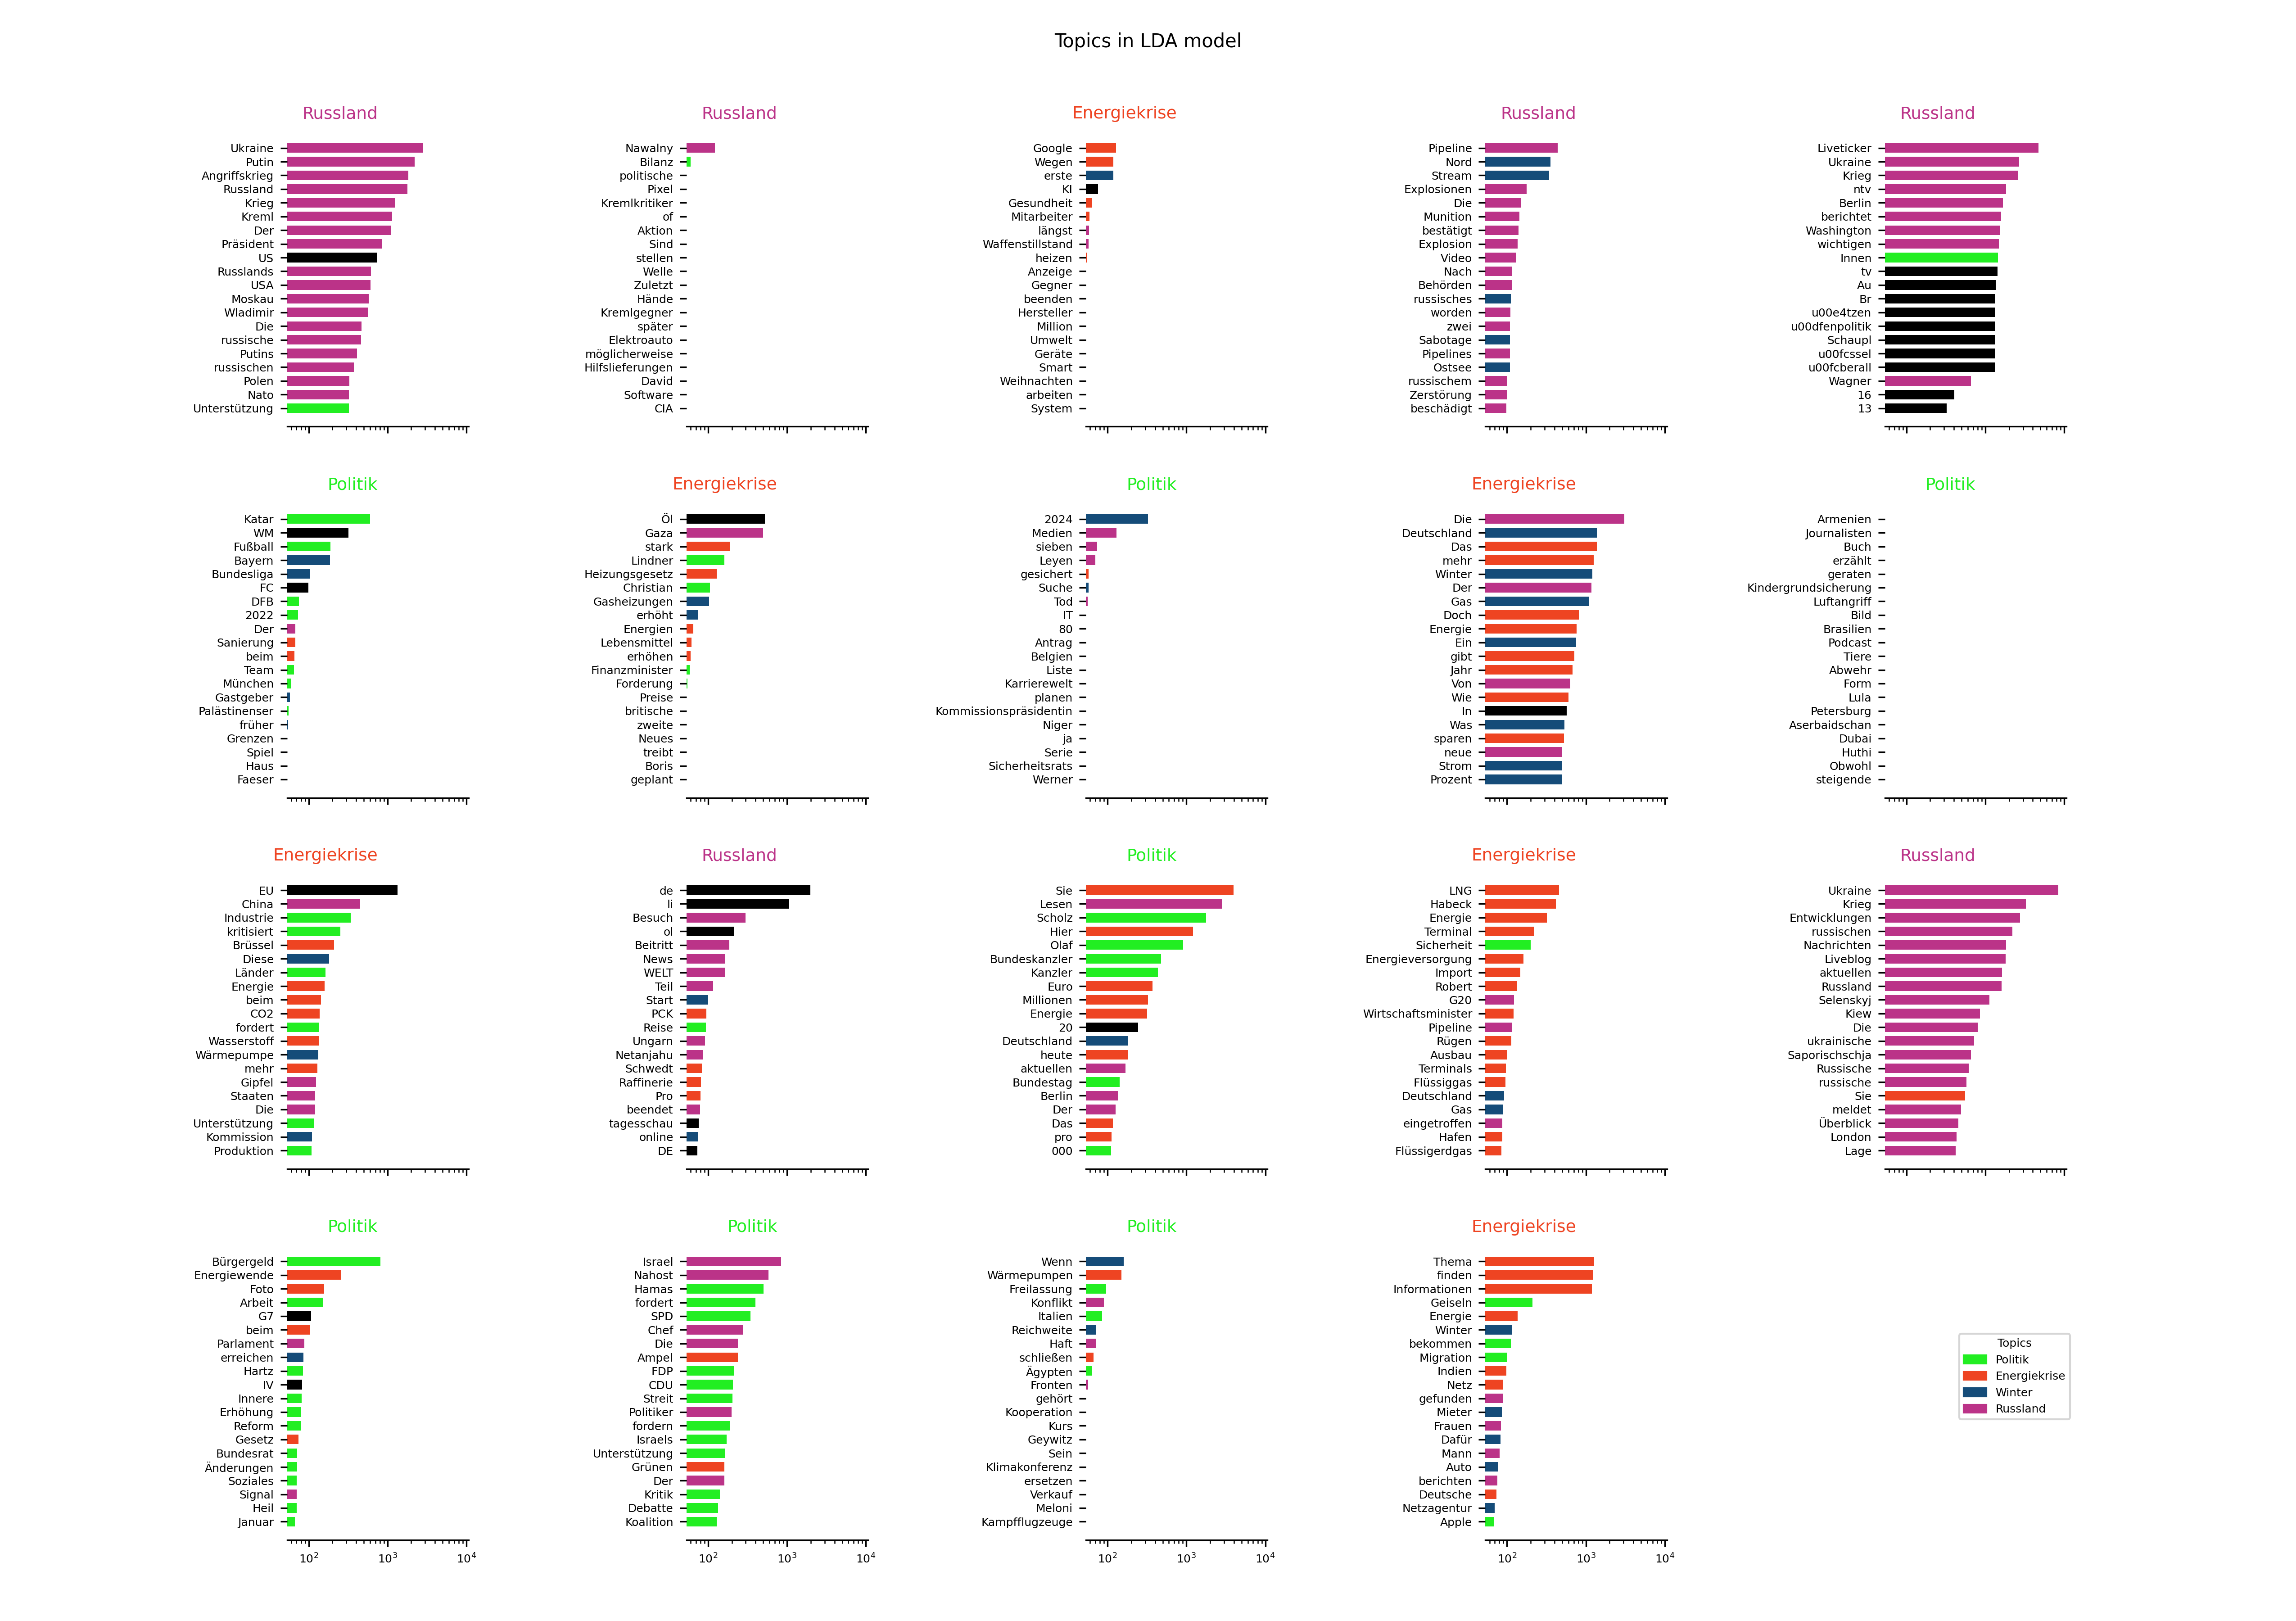 Topics in LDA model
Russland
Ukraine
Putin
Angriffskrieg
Russland
Krieg
Kreml
Der
Präsident
US
Russlands
USA
Moskau
Wladimir
Die
russische
Putins
russischen
Polen
Nato
Unterstützung
Russland
Nawalny
Bilanz
politische
Pixel
Kremlkritiker
of
Aktion
Sind
stellen
Welle
Zuletzt
Hände
Kremlgegner
später
Elektroauto
möglicherweise
Hilfslieferungen
David
Software
CIA
Energiekrise
Google
Wegen
erste
KI
Gesundheit
Mitarbeiter
längst
Waffenstillstand
heizen
Anzeige
Gegner
beenden
Hersteller
Million
Umwelt
Geräte
Smart
Weihnachten
arbeiten
System
Russland
Pipeline
Nord
Stream
Explosionen
Die
Munition
bestätigt
Explosion
Video
Nach
Behörden
russisches
worden
zwei
Sabotage
Pipelines
Ostsee
russischem
Zerstörung
beschädigt
Russland
Liveticker
Ukraine
Krieg
ntv
Berlin
berichtet
Washington
wichtigen
Innen
tv
Au
Br
u00e4tzen
u00dfenpolitik
Schaupl
u00fcssel
u00fcberall
Wagner
16
13
Politik
Katar
WM
Fußball
Bayern
Bundesliga
FC
DFB
2022
Der
Sanierung
beim
Team
München
Gastgeber
Palästinenser
früher
Grenzen
Spiel
Haus
Faeser
Energiekrise
Öl
Gaza
stark
Lindner
Heizungsgesetz
Christian
Gasheizungen
erhöht
Energien
Lebensmittel
erhöhen
Finanzminister
Forderung
Preise
britische
zweite
Neues
treibt
Boris
geplant
Politik
2024
Medien
sieben
Leyen
gesichert
Suche
Tod
IT
80
Antrag
Belgien
Liste
Karrierewelt
planen
Kommissionspräsidentin
Niger
ja
Serie
Sicherheitsrats
Werner
Energiekrise
Die
Deutschland
Das
mehr
Winter
Der
Gas
Doch
Energie
Ein
gibt
Jahr
Von
Wie
In
Was
sparen
neue
Strom
Prozent
Politik
Armenien
Journalisten
Buch
erzählt
geraten
Kindergrundsicherung
Luftangriff
Bild
Brasilien
Podcast
Tiere
Abwehr
Form
Lula
Petersburg
Aserbaidschan
Dubai
Huthi
Obwohl
steigende
Energiekrise
EU
China
Industrie
kritisiert
Brüssel
Diese
Länder
Energie
beim
CO2
fordert
Wasserstoff
Wärmepumpe
mehr
Gipfel
Staaten
Die
Unterstützung
Kommission
Produktion
Russland
de
li
Besuch
ol
Beitritt
News
WELT
Teil
Start
PCK
Reise
Ungarn
Netanjahu
Schwedt
Raffinerie
Pro
beendet
tagesschau
online
DE
Politik
Sie
Lesen
Scholz
Hier
Olaf
Bundeskanzler
Kanzler
Euro
Millionen
Energie
20
Deutschland
heute
aktuellen
Bundestag
Berlin
Der
Das
pro
000
Energiekrise
LNG
Habeck
Energie
Terminal
Sicherheit
Energieversorgung
Import
Robert
G20
Wirtschaftsminister
Pipeline
Rügen
Ausbau
Terminals
Flüssiggas
Deutschland
Gas
eingetroffen
Hafen
Flüssigerdgas
Russland
Ukraine
Krieg
Entwicklungen
russischen
Nachrichten
Liveblog
aktuellen
Russland
Selenskyj
Kiew
Die
ukrainische
Saporischschja
Russische
russische
Sie
meldet
Überblick
London
Lage
Politik
Bürgergeld
Energiewende
Foto
Arbeit
G7
beim
Parlament
erreichen
Hartz
IV
Innere
Erhöhung
Reform
Gesetz
Bundesrat
Änderungen
Soziales
Signal
Heil
Januar
10² 10³ 10⁴
Politik
Israel
Nahost
Hamas
fordert
SPD
Chef
Die
Ampel
FDP
CDU
Streit
Politiker
fordern
Israels
Unterstützung
Grünen
Der
Kritik
Debatte
Koalition
10² 10³ 10⁴
Politik
Wenn
Wärmepumpen
Freilassung
Konflikt
Italien
Reichweite
Haft
schließen
Ägypten
Fronten
gehört
Kooperation
Kurs
Geywitz
Sein
Klimakonferenz
ersetzen
Verkauf
Meloni
Kampfflugzeuge
10² 10³ 10⁴
Energiekrise
Thema
finden
Informationen
Geiseln
Energie
Winter
bekommen
Migration
Indien
Netz
gefunden
Mieter
Frauen
Dafür
Mann
Auto
berichten
Deutsche
Netzagentur
Apple
10² 10³ 10⁴
Topics
Politik
Energiekrise
Winter
Russland